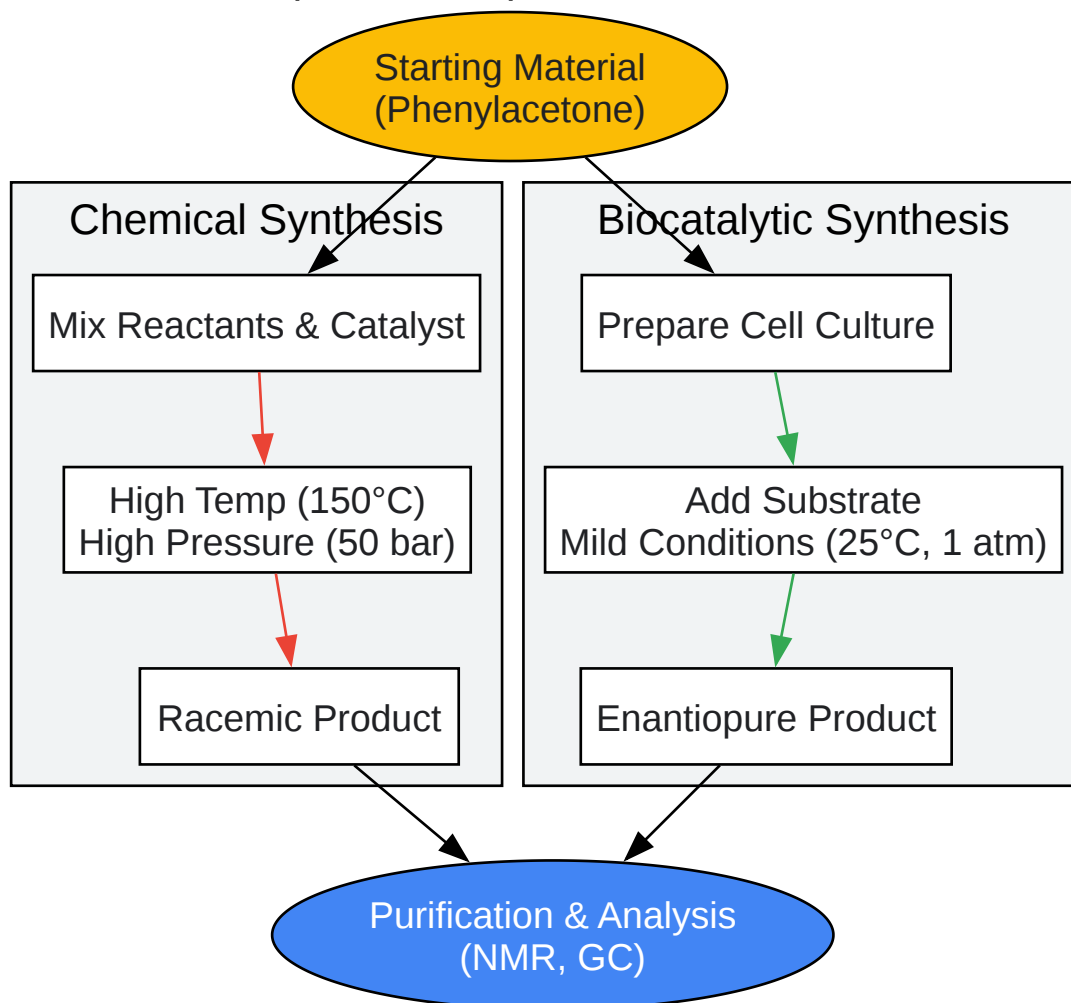 Starting Material
(Phenylacetone)
Chemical Synthesis
Mix Reactants & Catalyst
High Temp (150°C)
High Pressure (50 bar)
Racemic Product
Biocatalytic Synthesis
Prepare Cell Culture
Add Substrate
Mild Conditions (25°C, 1 atm)
Enantiopure Product
Purification & Analysis
(NMR, GC)